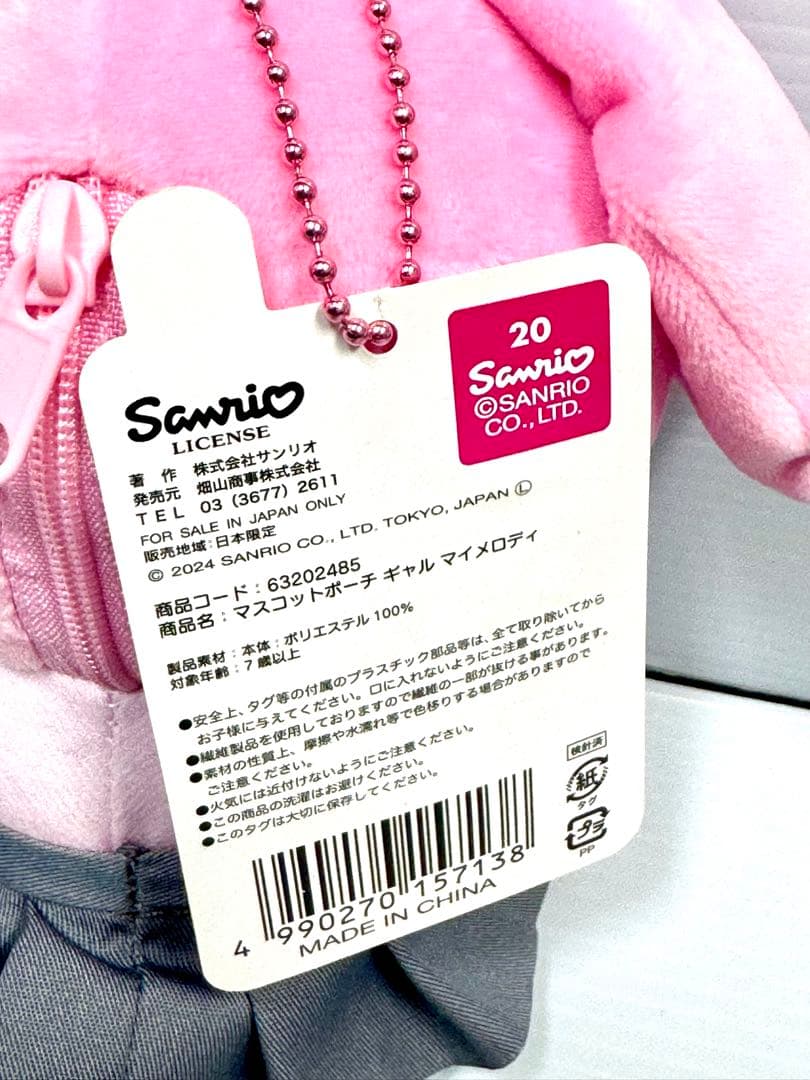 20
Sanrio
©SANRIO
CO., LTD.
Sanrio
LICENSE
著 作 株式会社サンリオ
発売元 畑山商事株式会社
TEL 03 (3677) 2611
FOR SALE IN JAPAN ONLY
販売地域:日本限定
© 2024 SANRIO CO., LTD. TOKYO, JAPAN Ⓛ
商品コード:63202485
商品名:マスコットポーチ ギャル マイメロディ
製品素材:本体:ポリエステル100%
対象年齢:7歳以上
●安全上、タグ等の付属のプラスチック部品等は、全て取り除いてから
お子様に与えてください。口に入れないようにご注意ください。
●繊維製品を使用しておりますので繊維の一部が抜ける事があります。
●素材の性質上、摩擦や水濡れ等で色移りする場合がありますので
ご注意ください。
●火気には近付けないようにご注意ください。
●この商品の洗濯はお避けください。
●このタグは大切に保存してください。
検針済
紙
タグ
プラ
PP
4 990270 157138
MADE IN CHINA